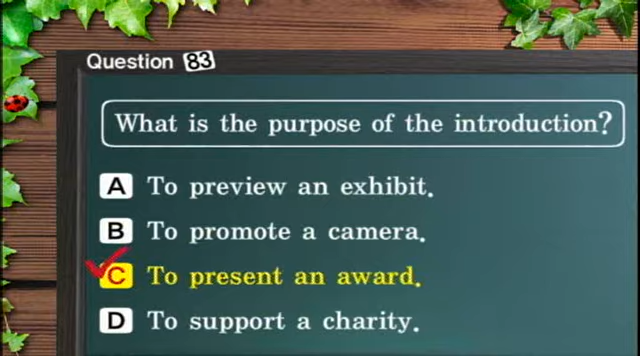 Question 83
What is the purpose of the introduction?
A To preview an exhibit.
B To promote a camera.
C To present an award.
D To support a charity.